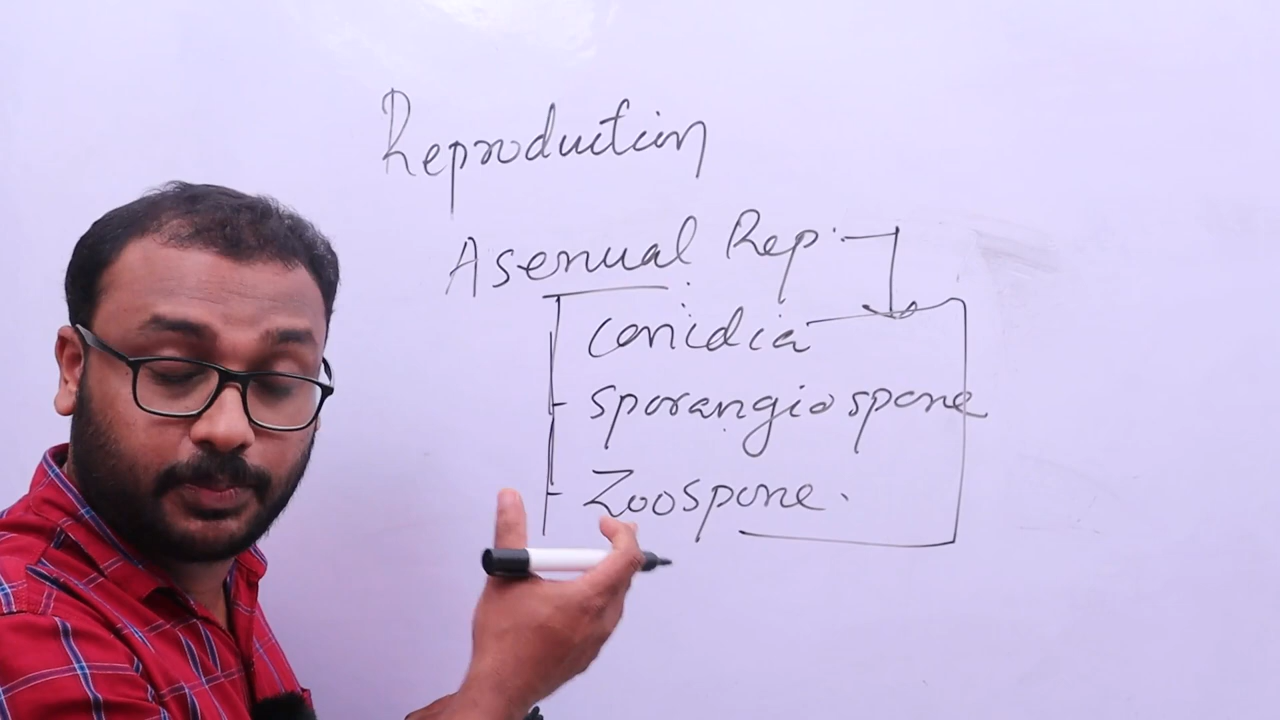 Reproduction
Asexual Rep.
Conidia
- Sporangiospore
- Zoospore.